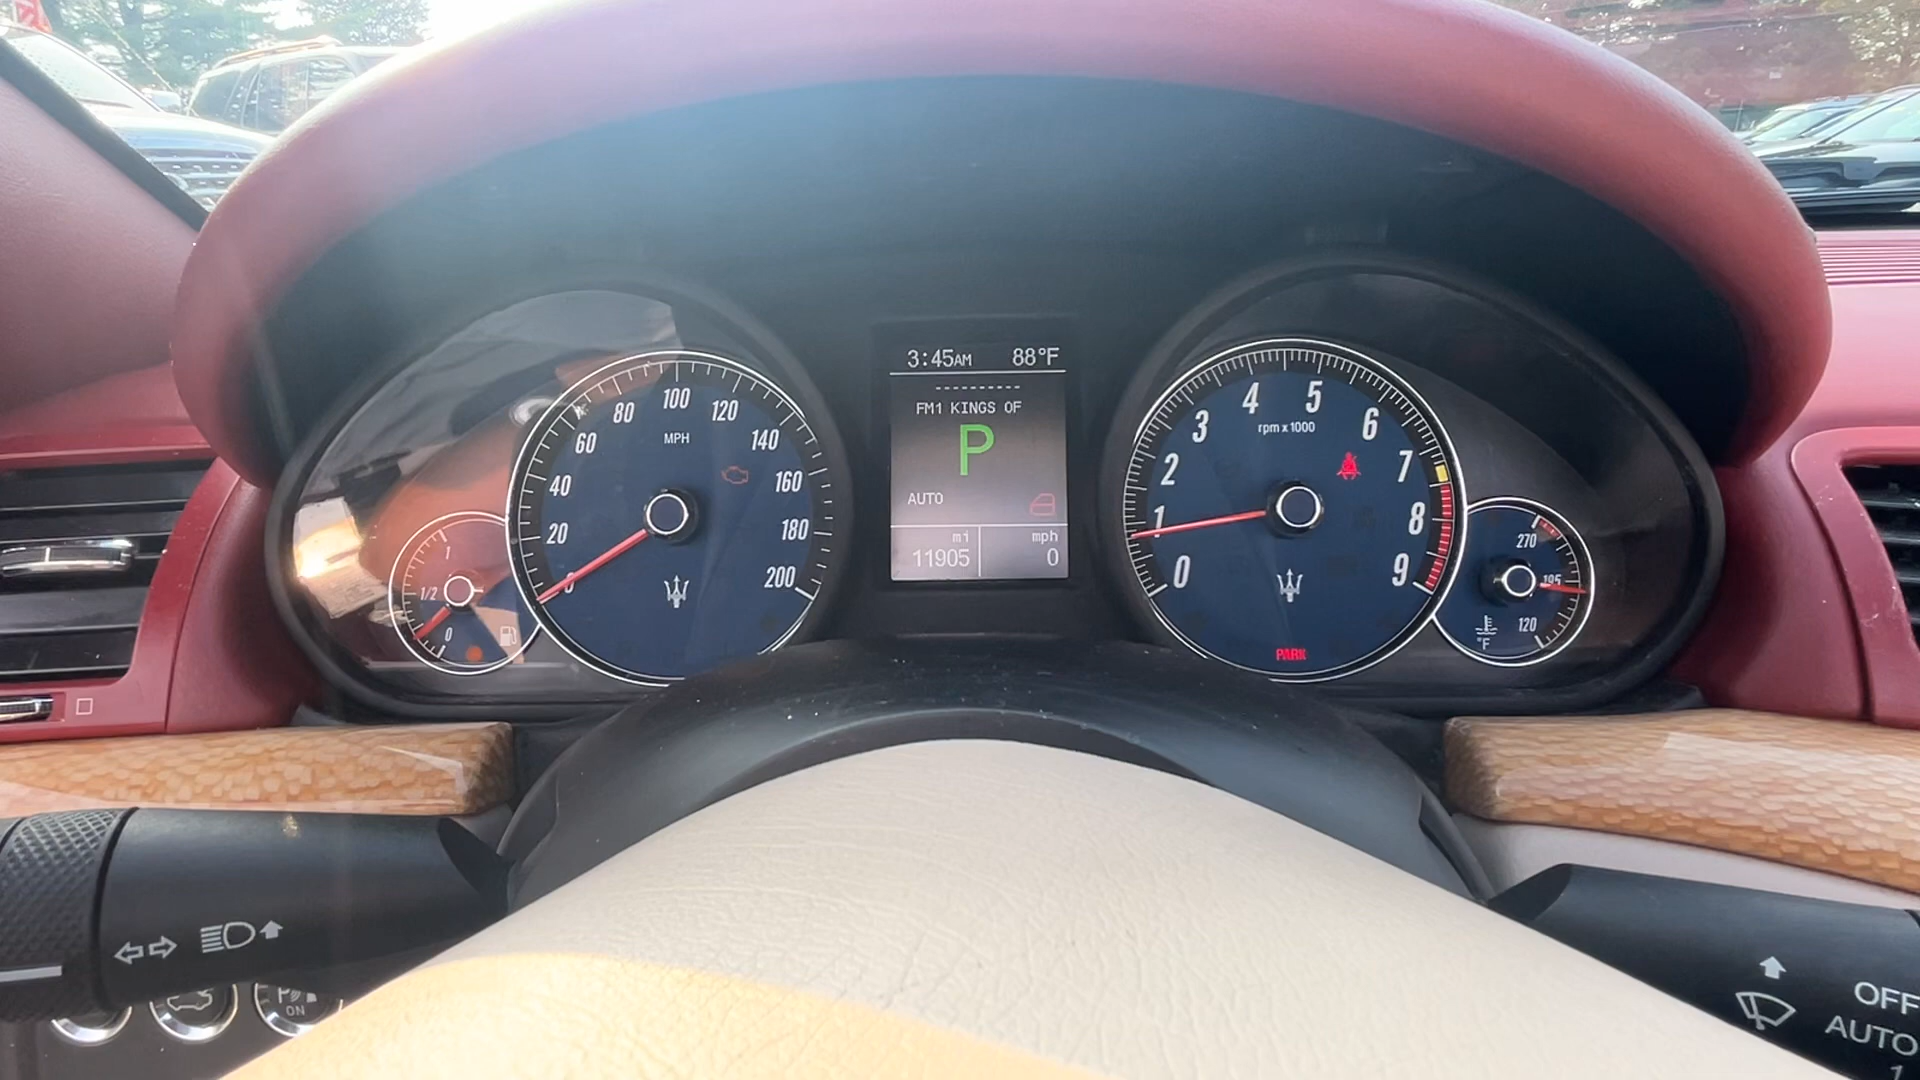 3:45AM 88°F
----------
FM1 KINGS OF
P
AUTO
mi mph
11905 0
0 20 40 60 80 100 120 140 160 180 200
MPH
1
1/2
0
0 1 2 3 4 5 6 7 8 9
rpm x 1000
PARK
270
195
120
°F
P
ON
OFF
AUTO
1